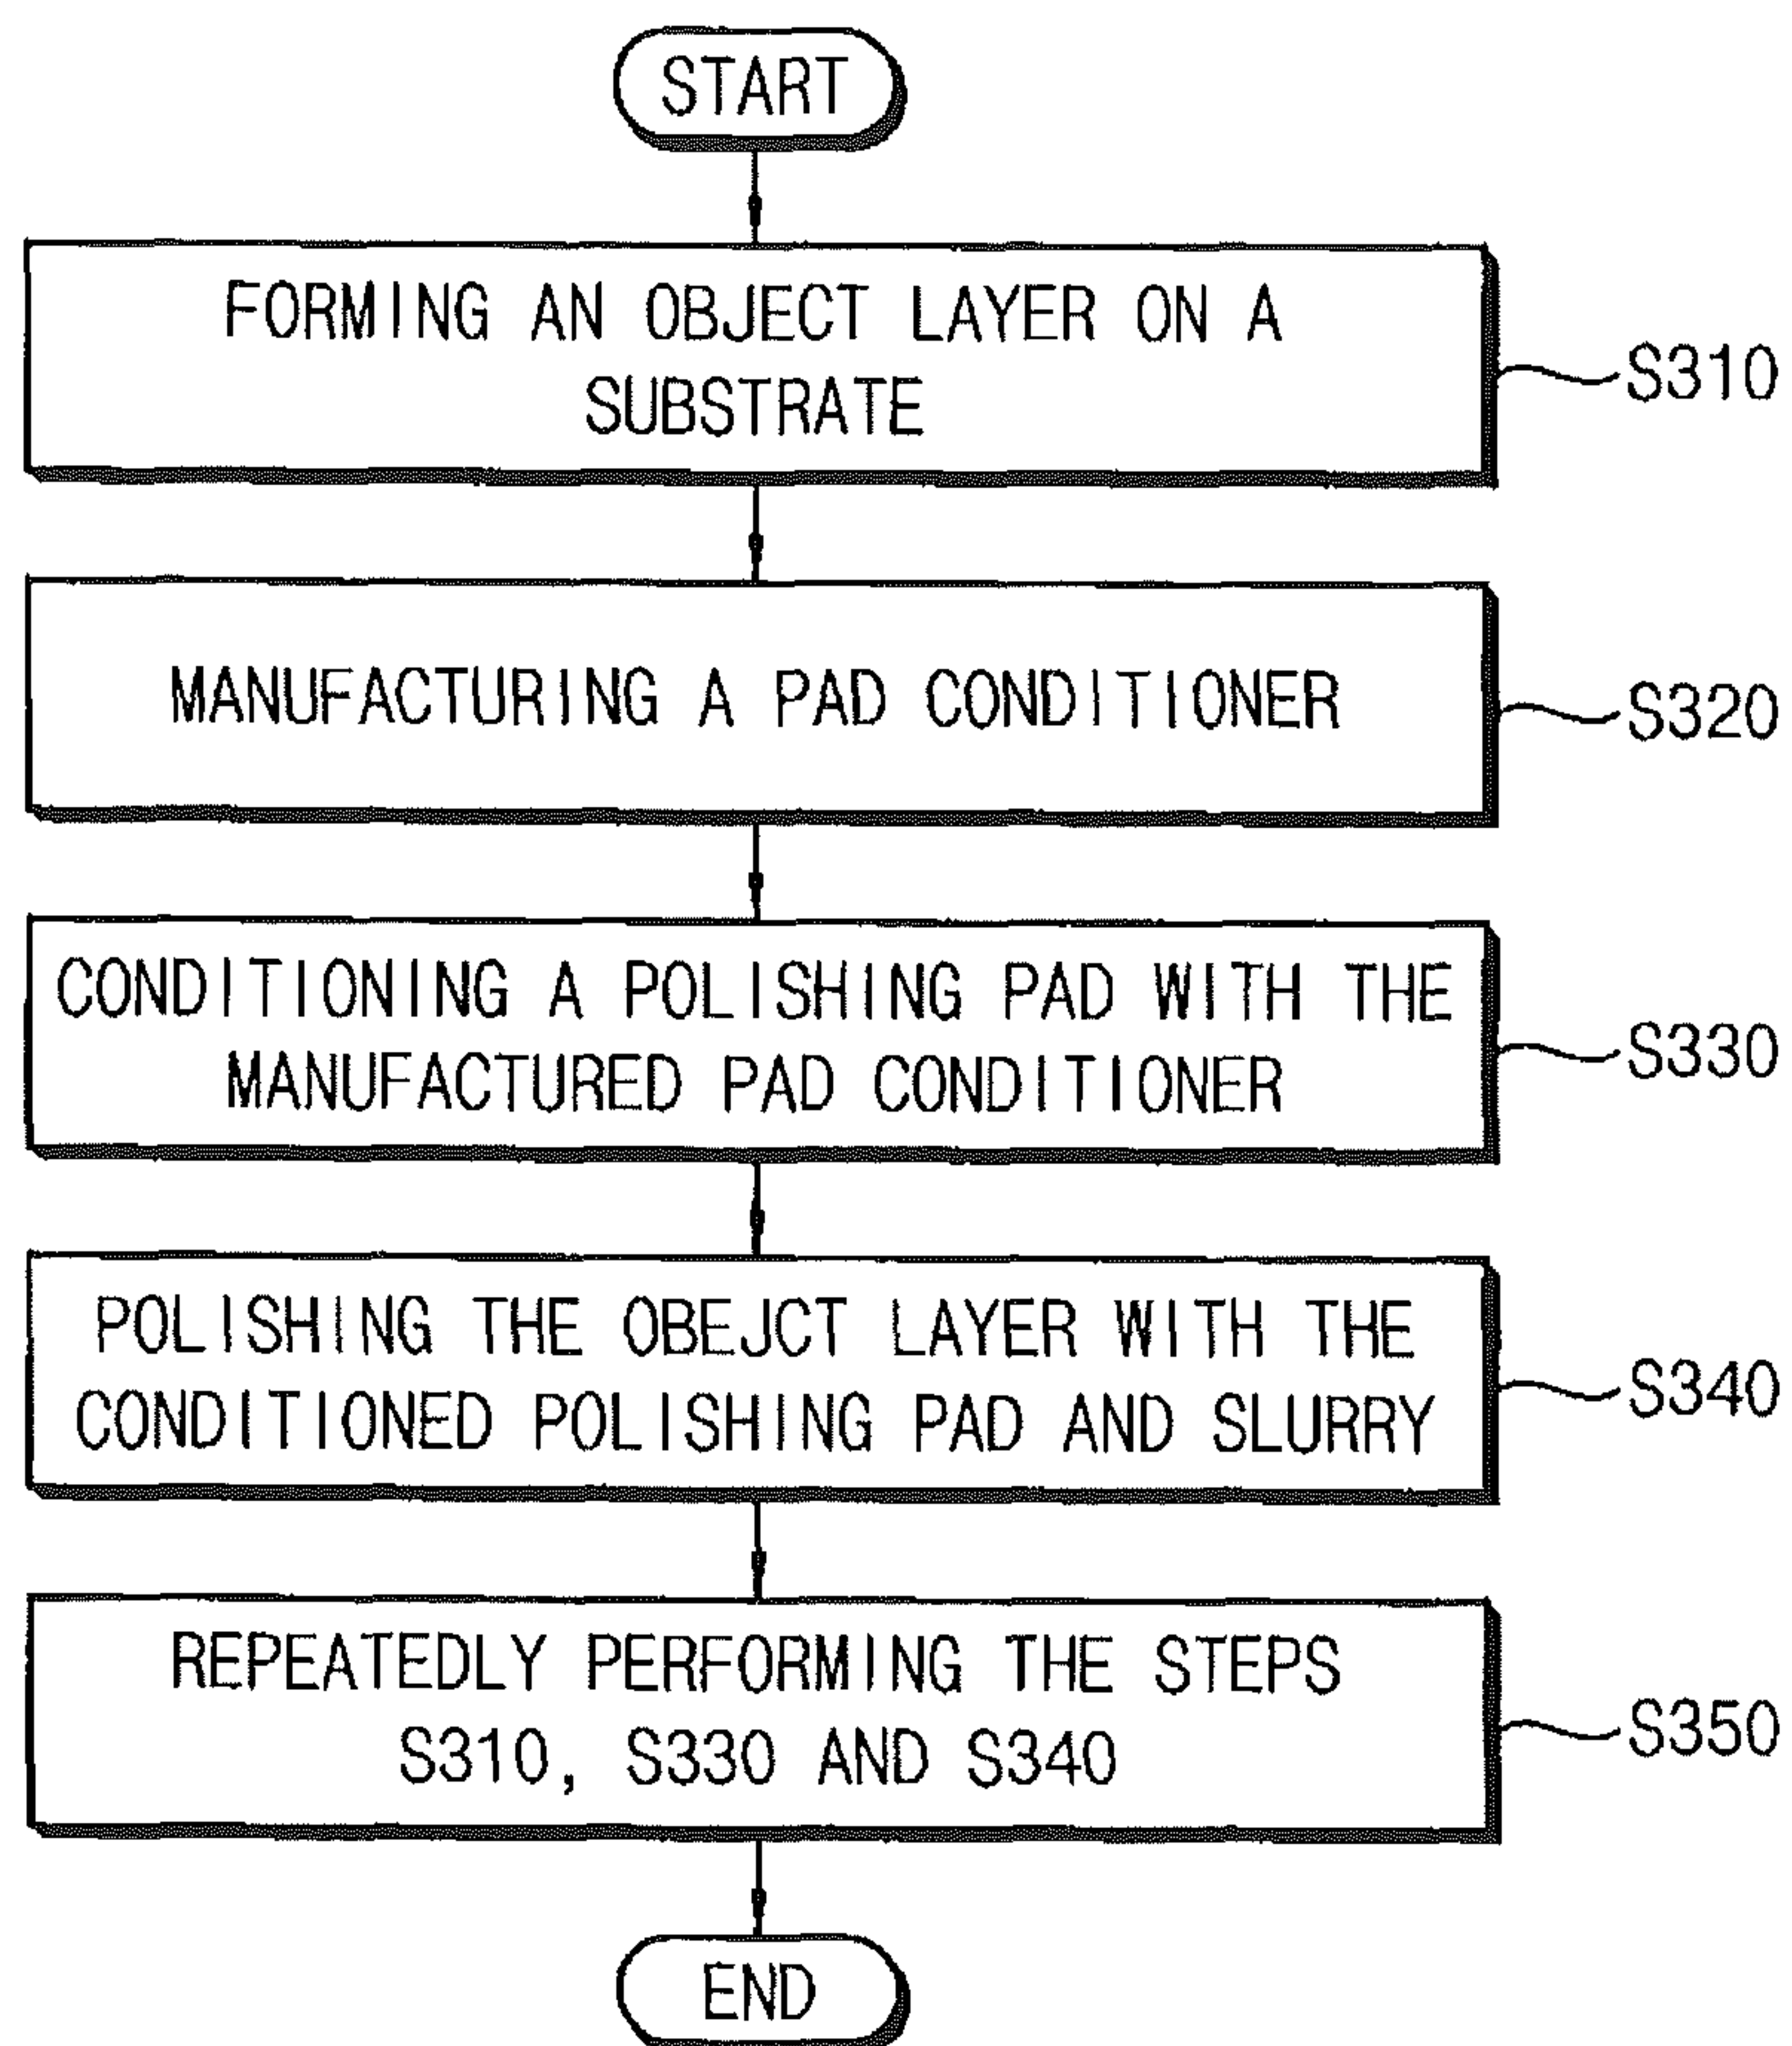 START
FORMING AN OBJECT LAYER ON A
SUBSTRATE
S310
MANUFACTURING A PAD CONDITIONER
S320
CONDITIONING A POLISHING PAD WITH THE
MANUFACTURED PAD CONDITIONER
S330
POLISHING THE OBEJCT LAYER WITH THE
CONDITIONED POLISHING PAD AND SLURRY
S340
REPEATEDLY PERFORMING THE STEPS
S310, S330 AND S340
S350
END